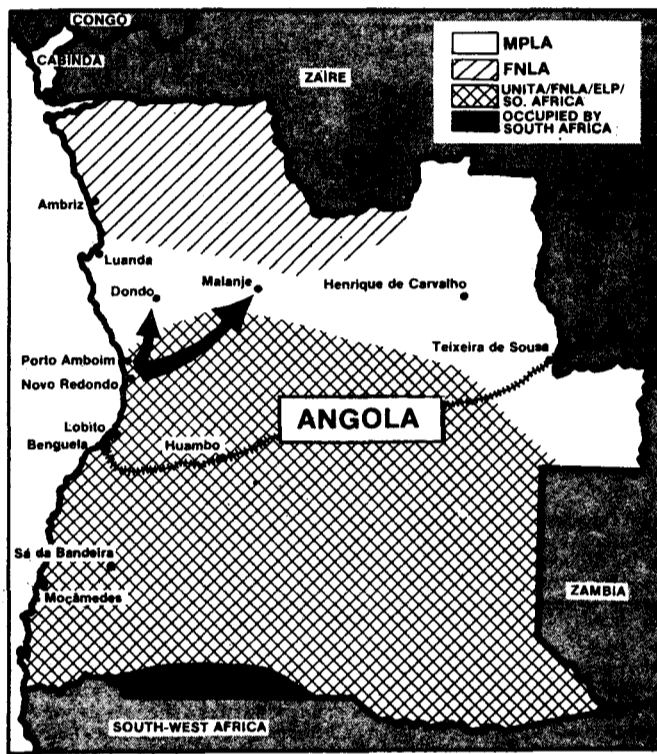 CONGO
CABINDA
ZAÏRE
MPLA
FNLA
UNITA/FNLA/ELP/
SO. AFRICA
OCCUPIED BY
SOUTH AFRICA
Ambriz
Luanda
Dondo
Malanje
Henrique de Carvalho
Porto Amboim
Novo Redondo
Teixeira de Sousa
Lobito
Benguela
Huambo
ANGOLA
Sá da Bandeira
Moçâmedes
ZAMBIA
SOUTH-WEST AFRICA